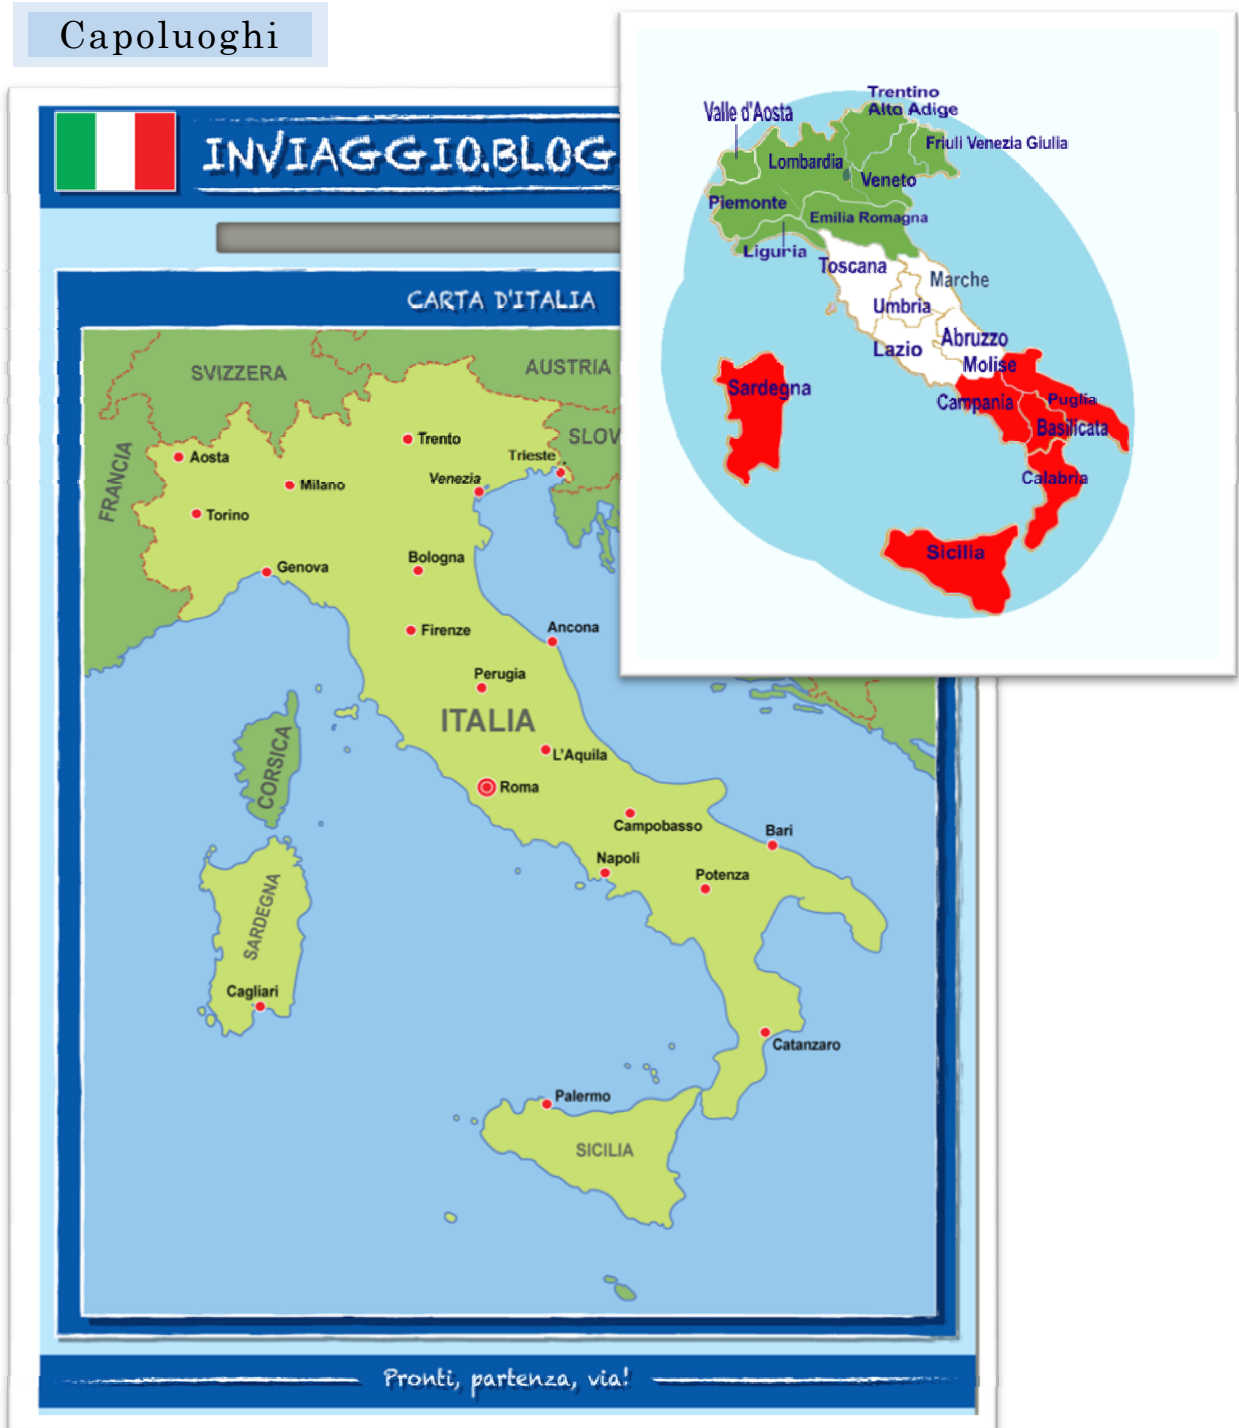 Capoluoghi
INVIAGGIO.BLOG
CARTA D'ITALIA
SVIZZERA
AUSTRIA
SLOV
FRANCIA
Trento
Aosta
Trieste
Venezia
Milano
Torino
Bologna
Genova
Firenze
Ancona
Perugia
ITALIA
CORSICA
L'Aquila
Roma
Campobasso
Bari
Napoli
Potenza
SARDEGNA
Cagliari
Catanzaro
Palermo
SICILIA
Pronti, partenza, via!
Trentino
Alto Adige
Valle d'Aosta
Friuli Venezia Giulia
Lombardia
Veneto
Piemonte
Emilia Romagna
Liguria
Toscana
Marche
Umbria
Abruzzo
Lazio
Molise
Sardegna
Campania
Puglia
Basilicata
Calabria
Sicilia